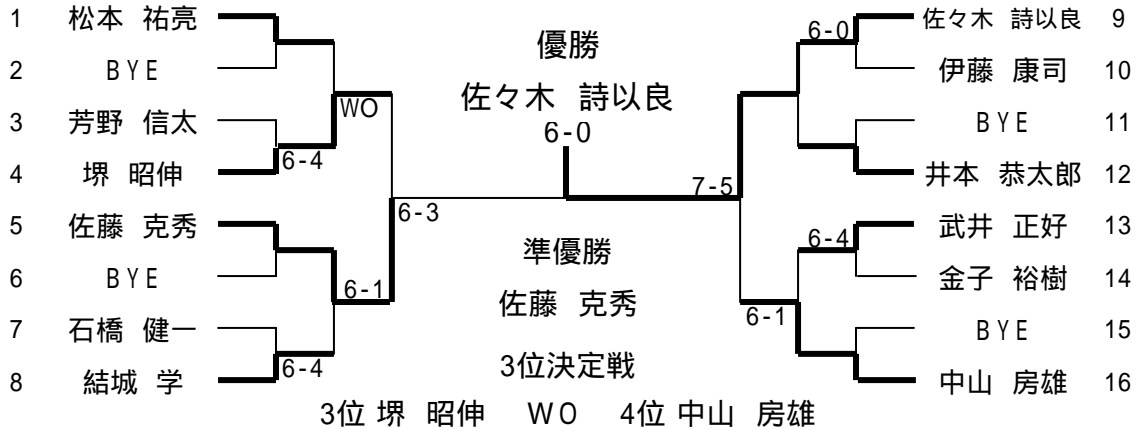 1 松本 祐亮
2 BYE
WO
3 芳野 信太
6-4
4 堺 昭伸
6-3
5 佐藤 克秀
6 BYE
6-1
7 石橋 健一
6-4
8 結城 学
優勝
佐々木 詩以良
6-0
準優勝
佐藤 克秀
3位決定戦
3位 堺 昭伸 WO 4位 中山 房雄
佐々木 詩以良 9
6-0
伊藤 康司 10
BYE 11
井本 恭太郎 12
7-5
武井 正好 13
6-4
金子 裕樹 14
6-1
BYE 15
中山 房雄 16